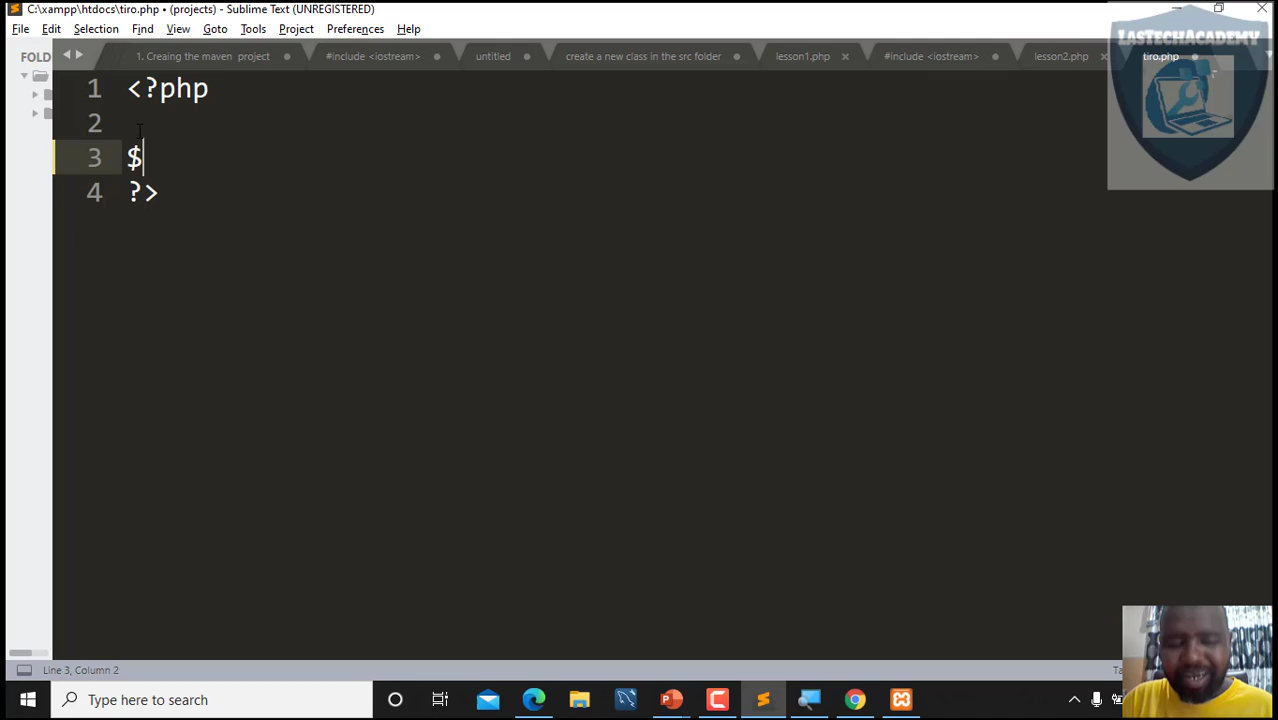 C:\xampp\htdocs\tiro.php • (projects) - Sublime Text (UNREGISTERED)
File Edit Selection Find View Goto Tools Project Preferences Help
LasTechAcademy
FOLD
1. Creaing the maven project
#include <iostream>
untitled
create a new class in the src folder
lesson1.php
#include <iostream>
lesson2.php
tiro.php
1 <?php
2
3 $
4 ?>
Line 3, Column 2
Type here to search